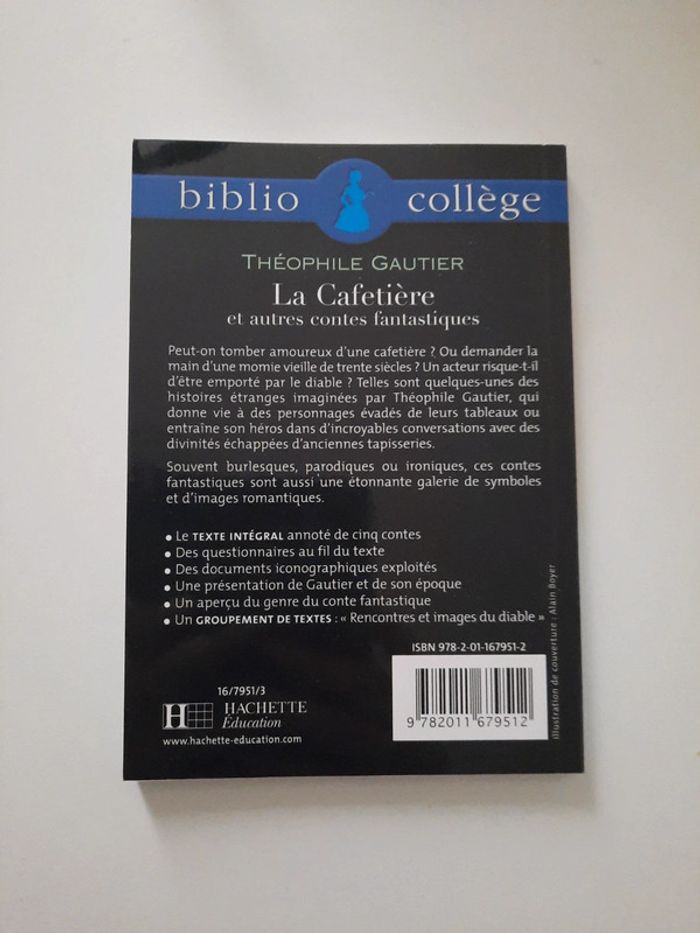 biblio collège
THÉOPHILE GAUTIER
La Cafetière
et autres contes fantastiques
Peut-on tomber amoureux d'une cafetière ? Ou demander la
main d'une momie vieille de trente siècles ? Un acteur risque-t-il
d'être emporté par le diable ? Telles sont quelques-unes des
histoires étranges imaginées par Théophile Gautier, qui
donne vie à des personnages évadés de leurs tableaux ou
entraîne son héros dans d'incroyables conversations avec des
divinités échappées d'anciennes tapisseries.
Souvent burlesques, parodiques ou ironiques, ces contes
fantastiques sont aussi une étonnante galerie de symboles
et d'images romantiques.
• Le TEXTE INTÉGRAL annoté de cinq contes
• Des questionnaires au fil du texte
• Des documents iconographiques exploités
• Une présentation de Gautier et de son époque
• Un aperçu du genre du conte fantastique
• Un GROUPEMENT DE TEXTES : « Rencontres et images du diable »
illustration de couverture : Alain Boyer
ISBN 978-2-01-167951-2
16/7951/3
H HACHETTE
Éducation
www.hachette-education.com
9 782011 679512